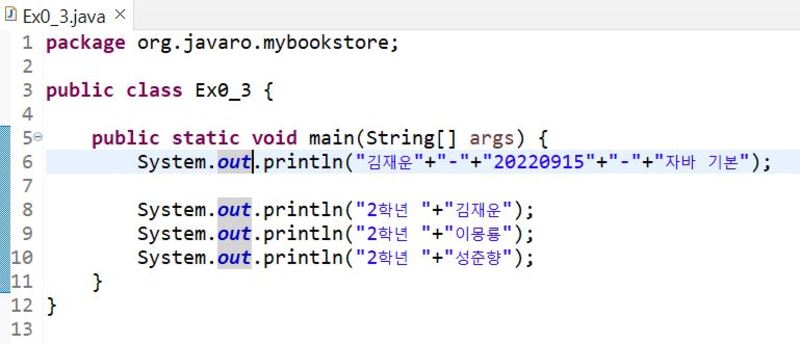 Ex0_3.java
1 package org.javaro.mybookstore;
2
3 public class Ex0_3 {
4
5 public static void main(String[] args) {
6 System.out.println("김재운"+"-"+"20220915"+"-"+"자바 기본");
7
8 System.out.println("2학년 "+"김재운");
9 System.out.println("2학년 "+"이몽룡");
10 System.out.println("2학년 "+"성춘향");
11 }
12 }
13